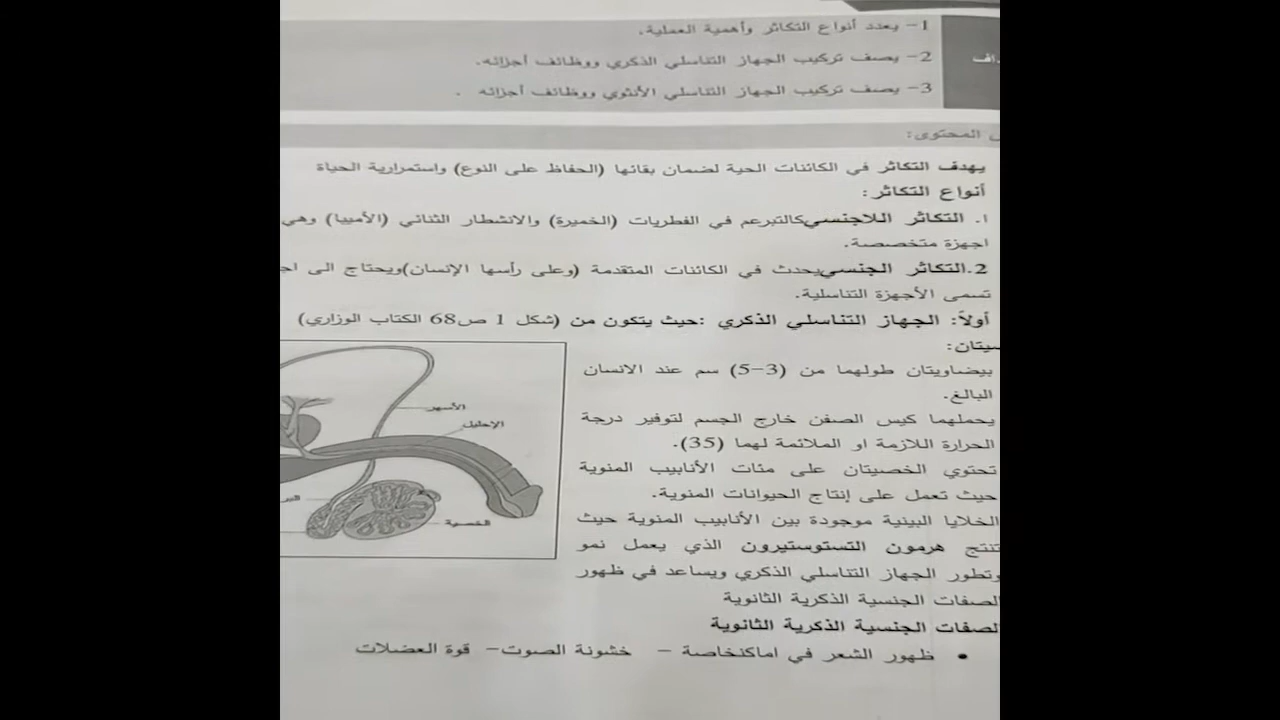 1- يعدد أنواع التكاثر وأهمية العملية.
2- يصف تركيب الجهاز التناسلي الذكري ووظائف أجزائه.
3- يصف تركيب الجهاز التناسلي الأنثوي ووظائف أجزائه .
المحتوى:
يهدف التكاثر في الكائنات الحية لضمان بقائها (الحفاظ على النوع) واستمرارية الحياة
أنواع التكاثر:
١. التكاثر اللاجنسي كالتبرعم في الفطريات (الخميرة) والانشطار الثنائي (الأميبا) وهي
اجهزة متخصصة.
2.التكاثر الجنسي يحدث في الكائنات المتقدمة (وعلى رأسها الإنسان)ويحتاج الى
تسمى الأجهزة التناسلية.
أولاً: الجهاز التناسلي الذكري :حيث يتكون من (شكل 1 ص68 الكتاب الوزاري)
بيضاويتان طولهما من (3-5) سم عند الانسان
البالغ.
يحملهما كيس الصفن خارج الجسم لتوفير درجة
الحرارة اللازمة او الملائمة لهما (35).
تحتوي الخصيتان على مئات الأنابيب المنوية
حيث تعمل على إنتاج الحيوانات المنوية.
الخلايا البينية موجودة بين الأنابيب المنوية حيث
تنتج هرمون التستوستيرون الذي يعمل نمو
وتطور الجهاز التناسلي الذكري ويساعد في ظهور
الصفات الجنسية الذكرية الثانوية
الصفات الجنسية الذكرية الثانوية
• ظهور الشعر في اماكنخاصة - خشونة الصوت- قوة العضلات
الأسهر
الإحليل
الخصية